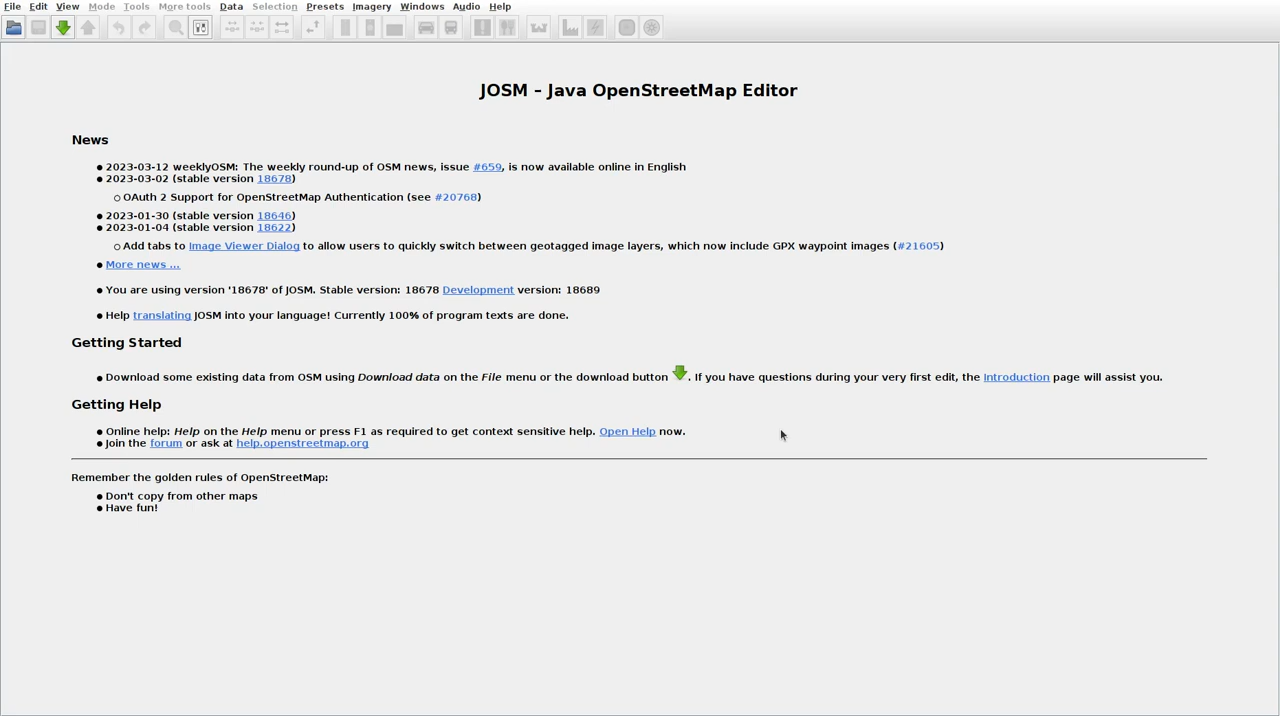 File Edit View Mode Tools More tools Data Selection Presets Imagery Windows Audio Help
JOSM – Java OpenStreetMap Editor
News
2023-03-12 weeklyOSM: The weekly round-up of OSM news, issue #659, is now available online in English
2023-03-02 (stable version 18678)
OAuth 2 Support for OpenStreetMap Authentication (see #20768)
2023-01-30 (stable version 18646)
2023-01-04 (stable version 18622)
Add tabs to Image Viewer Dialog to allow users to quickly switch between geotagged image layers, which now include GPX waypoint images (#21605)
More news ...
You are using version '18678' of JOSM. Stable version: 18678 Development version: 18689
Help translating JOSM into your language! Currently 100% of program texts are done.
Getting Started
Download some existing data from OSM using Download data on the File menu or the download button . If you have questions during your very first edit, the Introduction page will assist you.
Getting Help
Online help: Help on the Help menu or press F1 as required to get context sensitive help. Open Help now.
Join the forum or ask at help.openstreetmap.org
Remember the golden rules of OpenStreetMap:
Don't copy from other maps
Have fun!